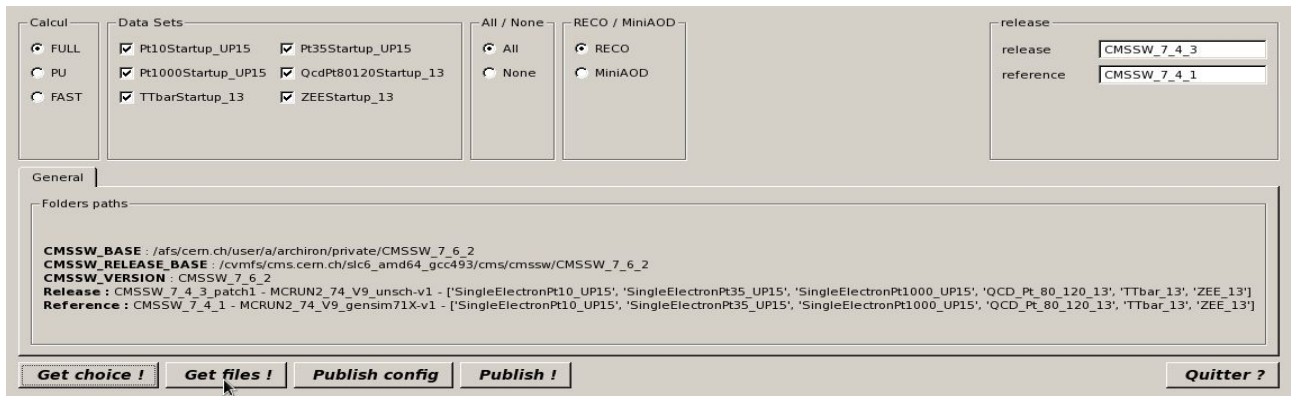 Calcul
FULL
PU
FAST
Data Sets
Pt10Startup_UP15 Pt35Startup_UP15
Pt1000Startup_UP15 QcdPt80120Startup_13
TTbarStartup_13 ZEEStartup_13
All / None
All
None
RECO / MiniAOD
RECO
MiniAOD
release
release CMSSW_7_4_3
reference CMSSW_7_4_1
General
Folders paths
CMSSW_BASE : /afs/cern.ch/user/a/archiron/private/CMSSW_7_6_2
CMSSW_RELEASE_BASE : /cvmfs/cms.cern.ch/slc6_amd64_gcc493/cms/cmssw/CMSSW_7_6_2
CMSSW_VERSION : CMSSW_7_6_2
Release : CMSSW_7_4_3_patch1 - MCRUN2_74_V9_unsch-v1 - ['SingleElectronPt10_UP15', 'SingleElectronPt35_UP15', 'SingleElectronPt1000_UP15', 'QCD_Pt_80_120_13', 'TTbar_13', 'ZEE_13']
Reference : CMSSW_7_4_1 - MCRUN2_74_V9_gensim71X-v1 - ['SingleElectronPt10_UP15', 'SingleElectronPt35_UP15', 'SingleElectronPt1000_UP15', 'QCD_Pt_80_120_13', 'TTbar_13', 'ZEE_13']
Get choice ! Get files ! Publish config Publish ! Quitter ?